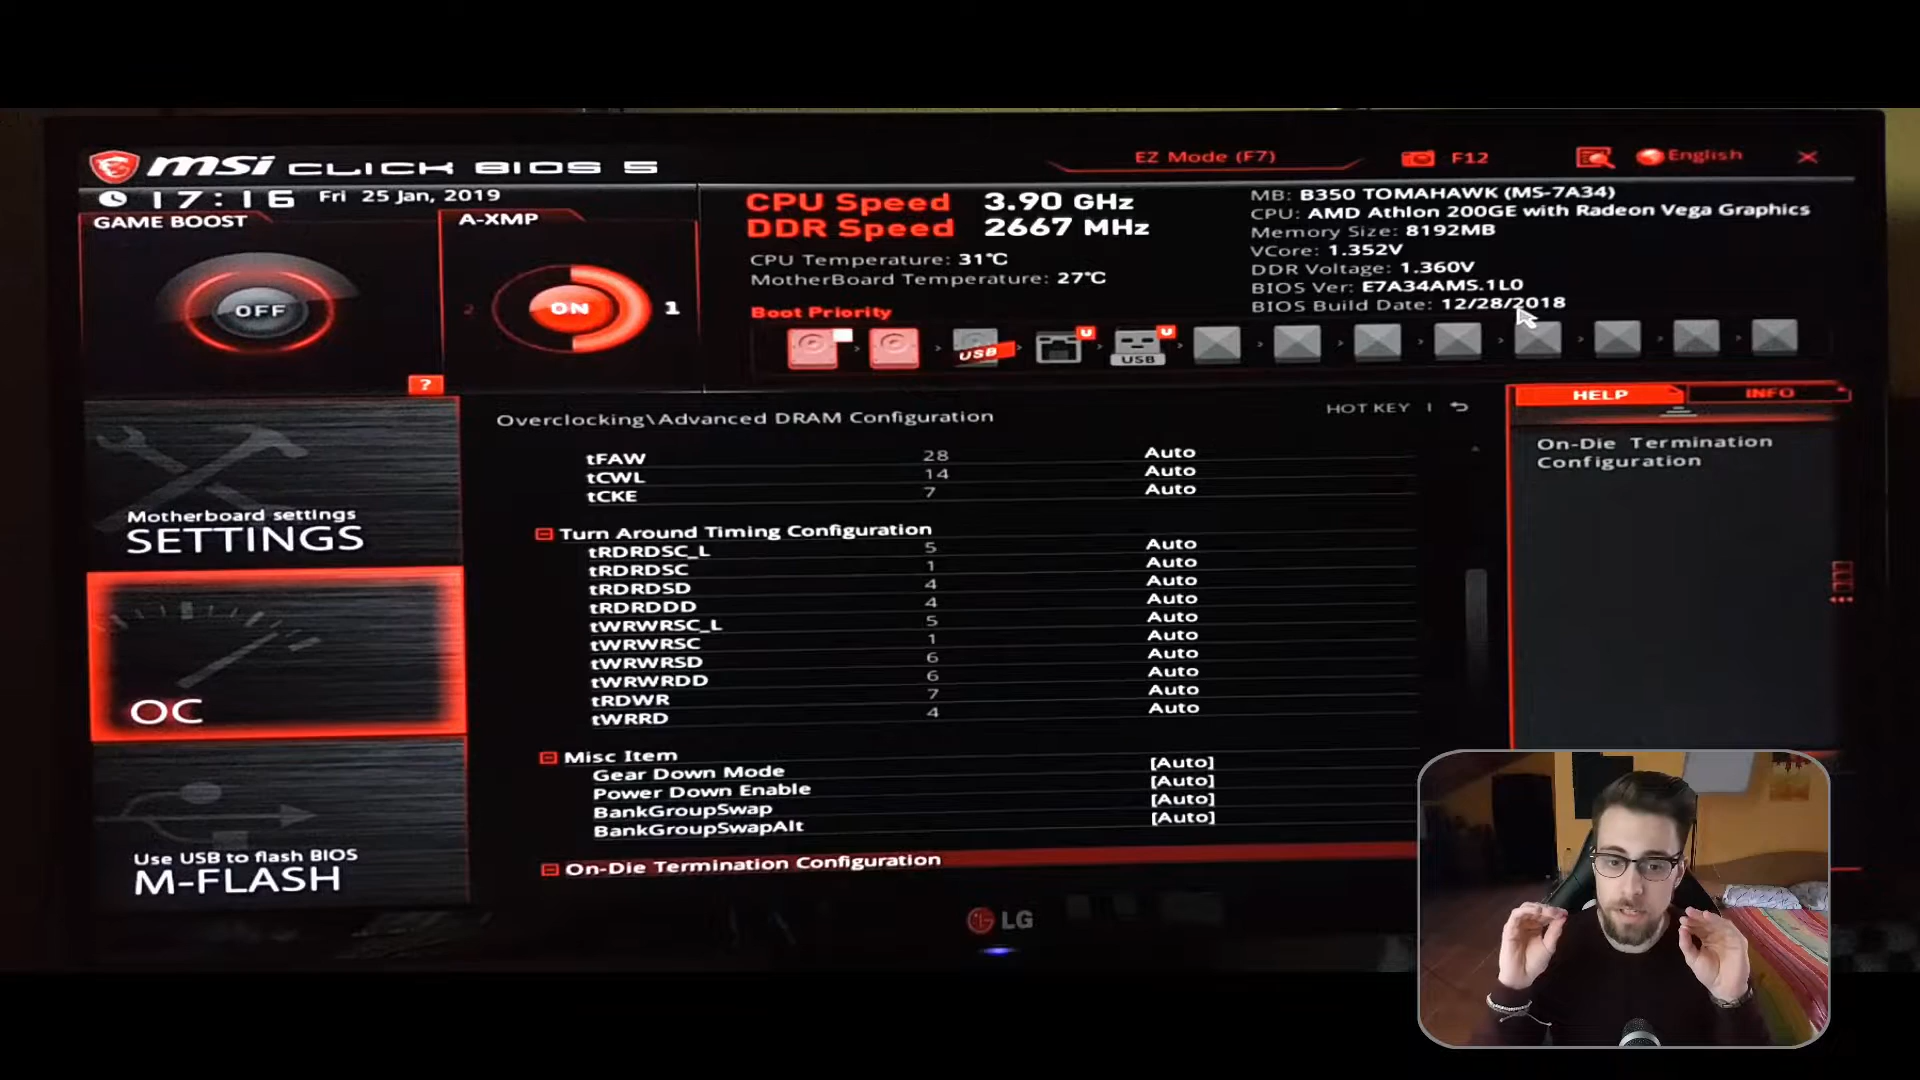 msi CLICK BIOS 5
EZ Mode (F7)
F12
English
17:16 Fri 25 Jan, 2019
GAME BOOST
OFF
?
A-XMP
2 ON 1
CPU Speed 3.90 GHz
DDR Speed 2667 MHz
CPU Temperature: 31°C
MotherBoard Temperature: 27°C
MB: B350 TOMAHAWK (MS-7A34)
CPU: AMD Athlon 200GE with Radeon Vega Graphics
Memory Size: 8192MB
VCore: 1.352V
DDR Voltage: 1.360V
BIOS Ver: E7A34AMS.1L0
BIOS Build Date: 12/28/2018
Boot Priority
USB U USB U
Motherboard settings
SETTINGS
OC
Use USB to flash BIOS
M-FLASH
Overclocking\Advanced DRAM Configuration
HOT KEY
tFAW 28 Auto
tCWL 14 Auto
tCKE 7 Auto
Turn Around Timing Configuration
tRDRDSC_L 5 Auto
tRDRDSC 1 Auto
tRDRDSD 4 Auto
tRDRDDD 4 Auto
tWRWRSC_L 5 Auto
tWRWRSC 1 Auto
tWRWRSD 6 Auto
tWRWRDD 6 Auto
tRDWR 7 Auto
tWRRD 4 Auto
Misc Item
Gear Down Mode [Auto]
Power Down Enable [Auto]
BankGroupSwap [Auto]
BankGroupSwapAlt [Auto]
On-Die Termination Configuration
HELP
INFO
On-Die Termination
Configuration
LG